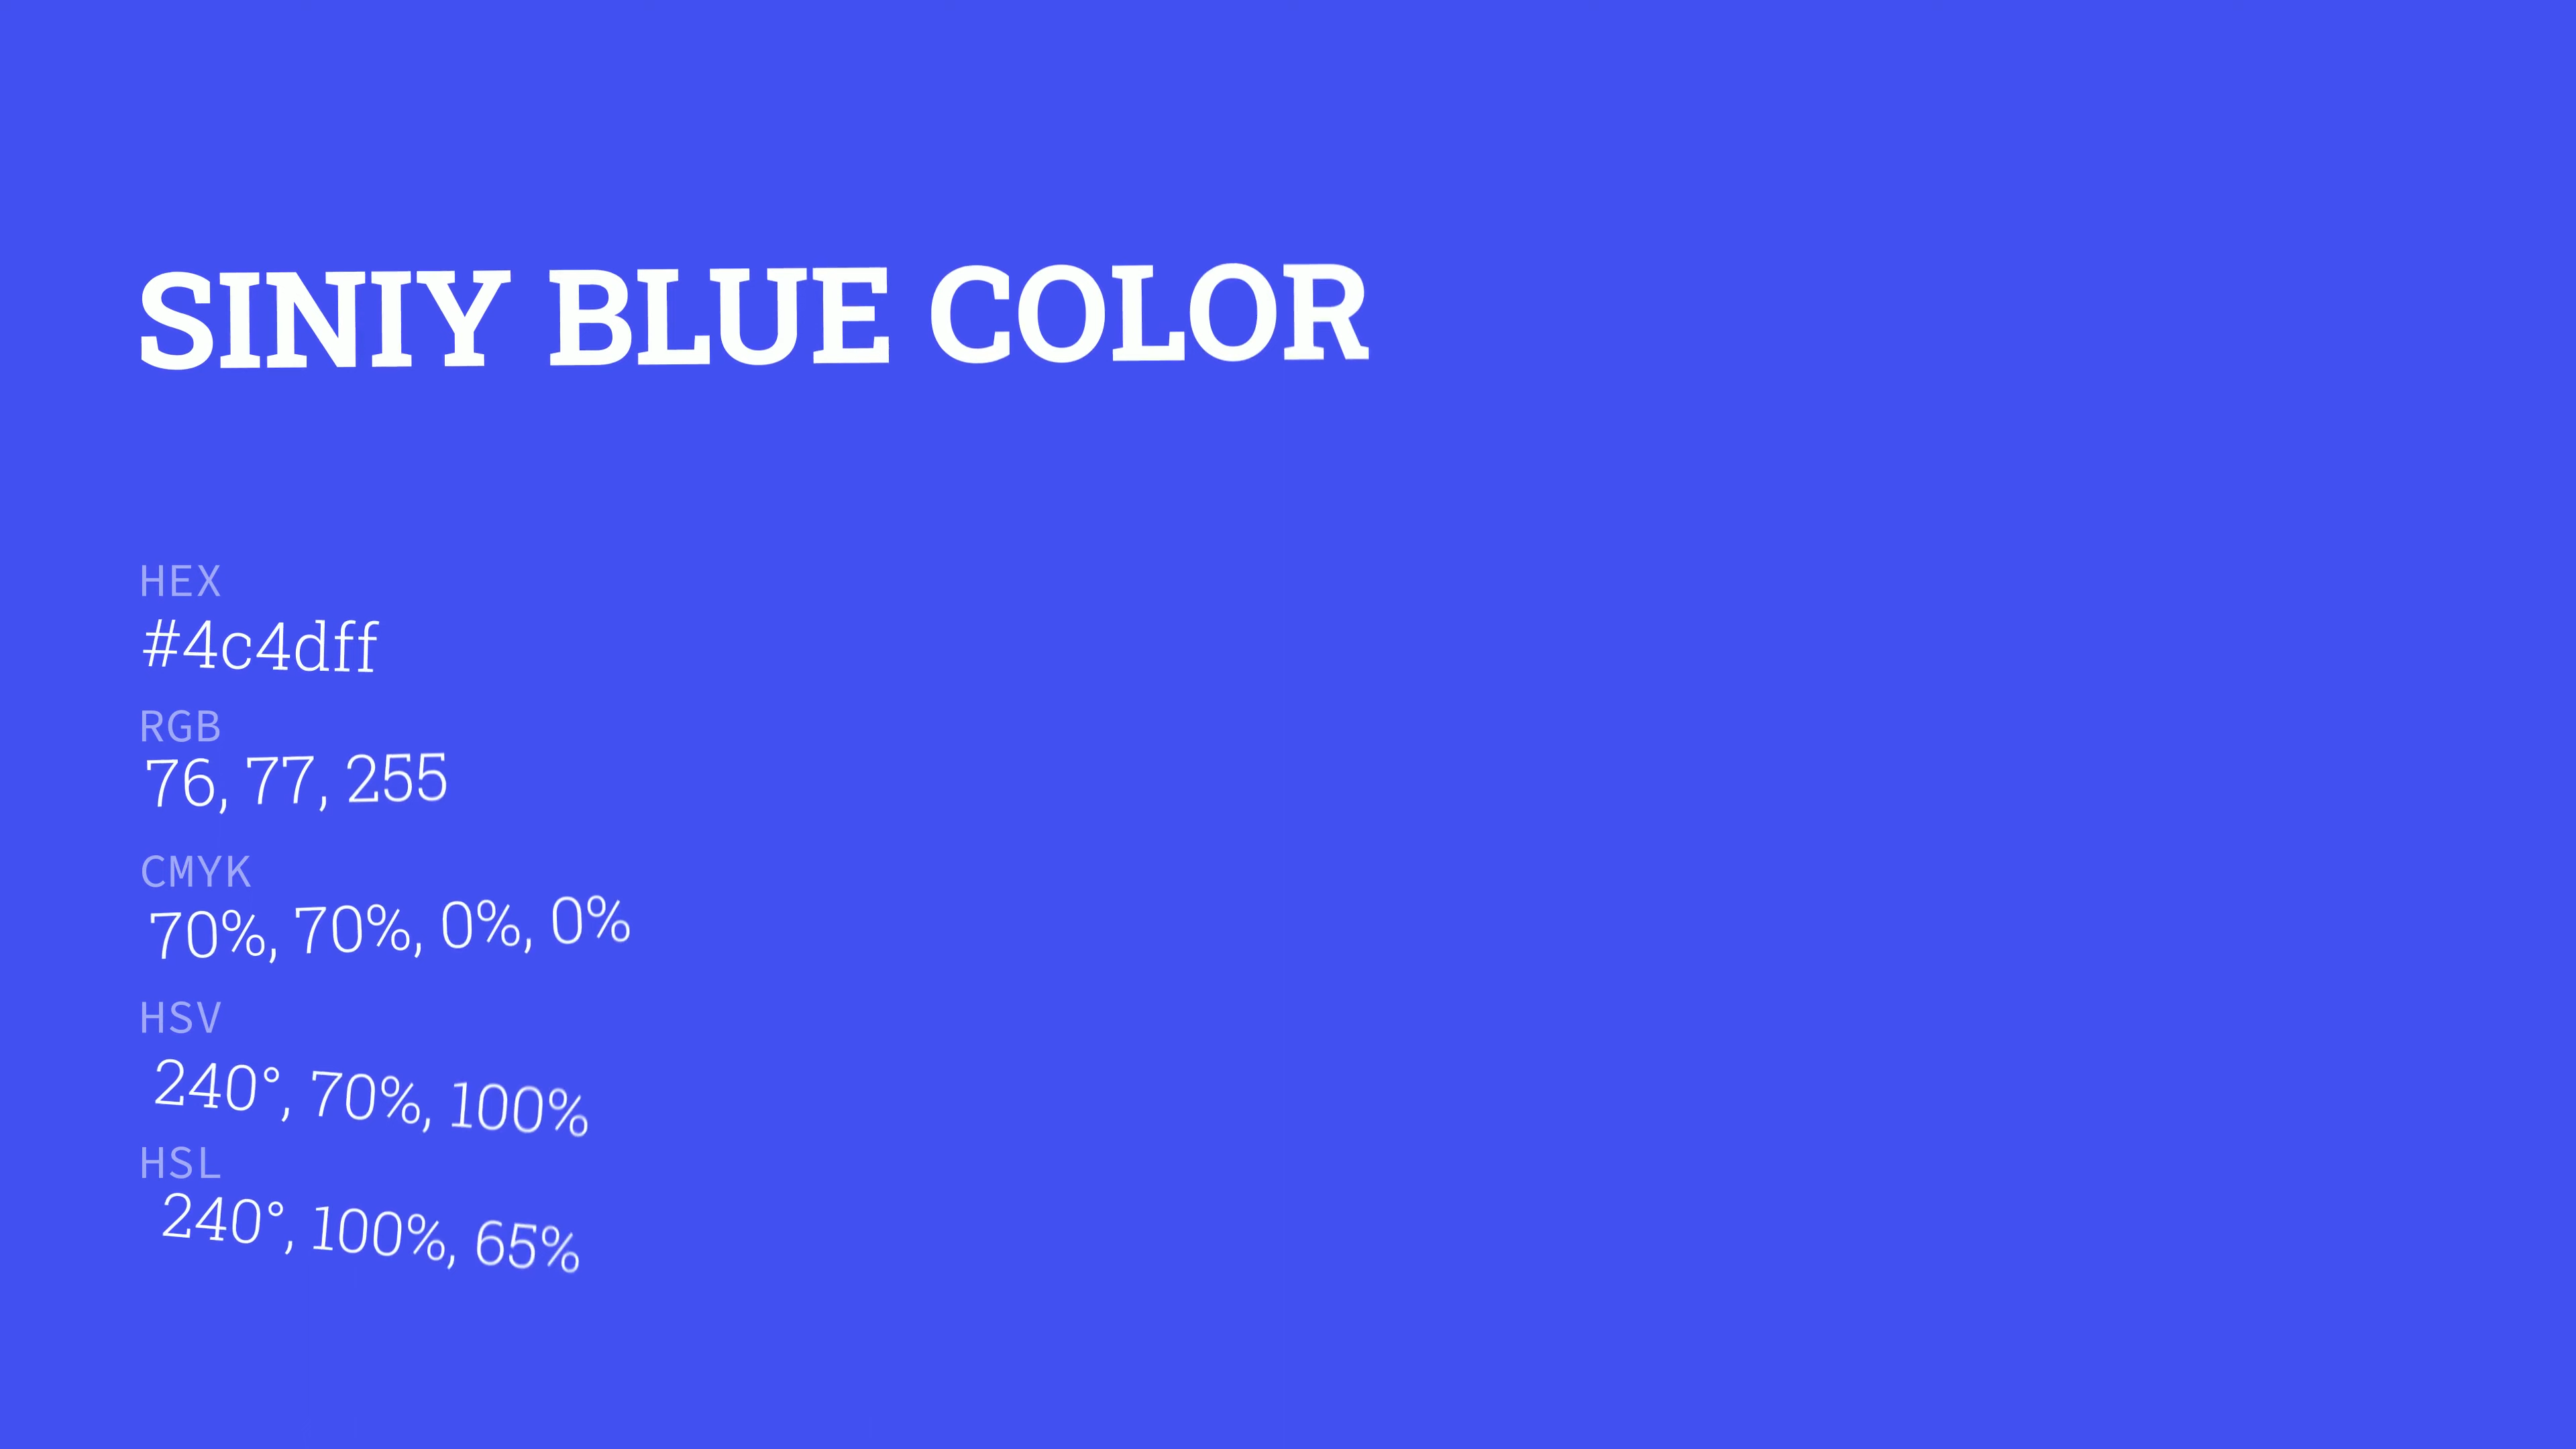 SINIY BLUE COLOR
HEX
#4c4dff
RGB
76, 77, 255
CMYK
70%, 70%, 0%, 0%
HSV
240°, 70%, 100%
HSL
240°, 100%, 65%